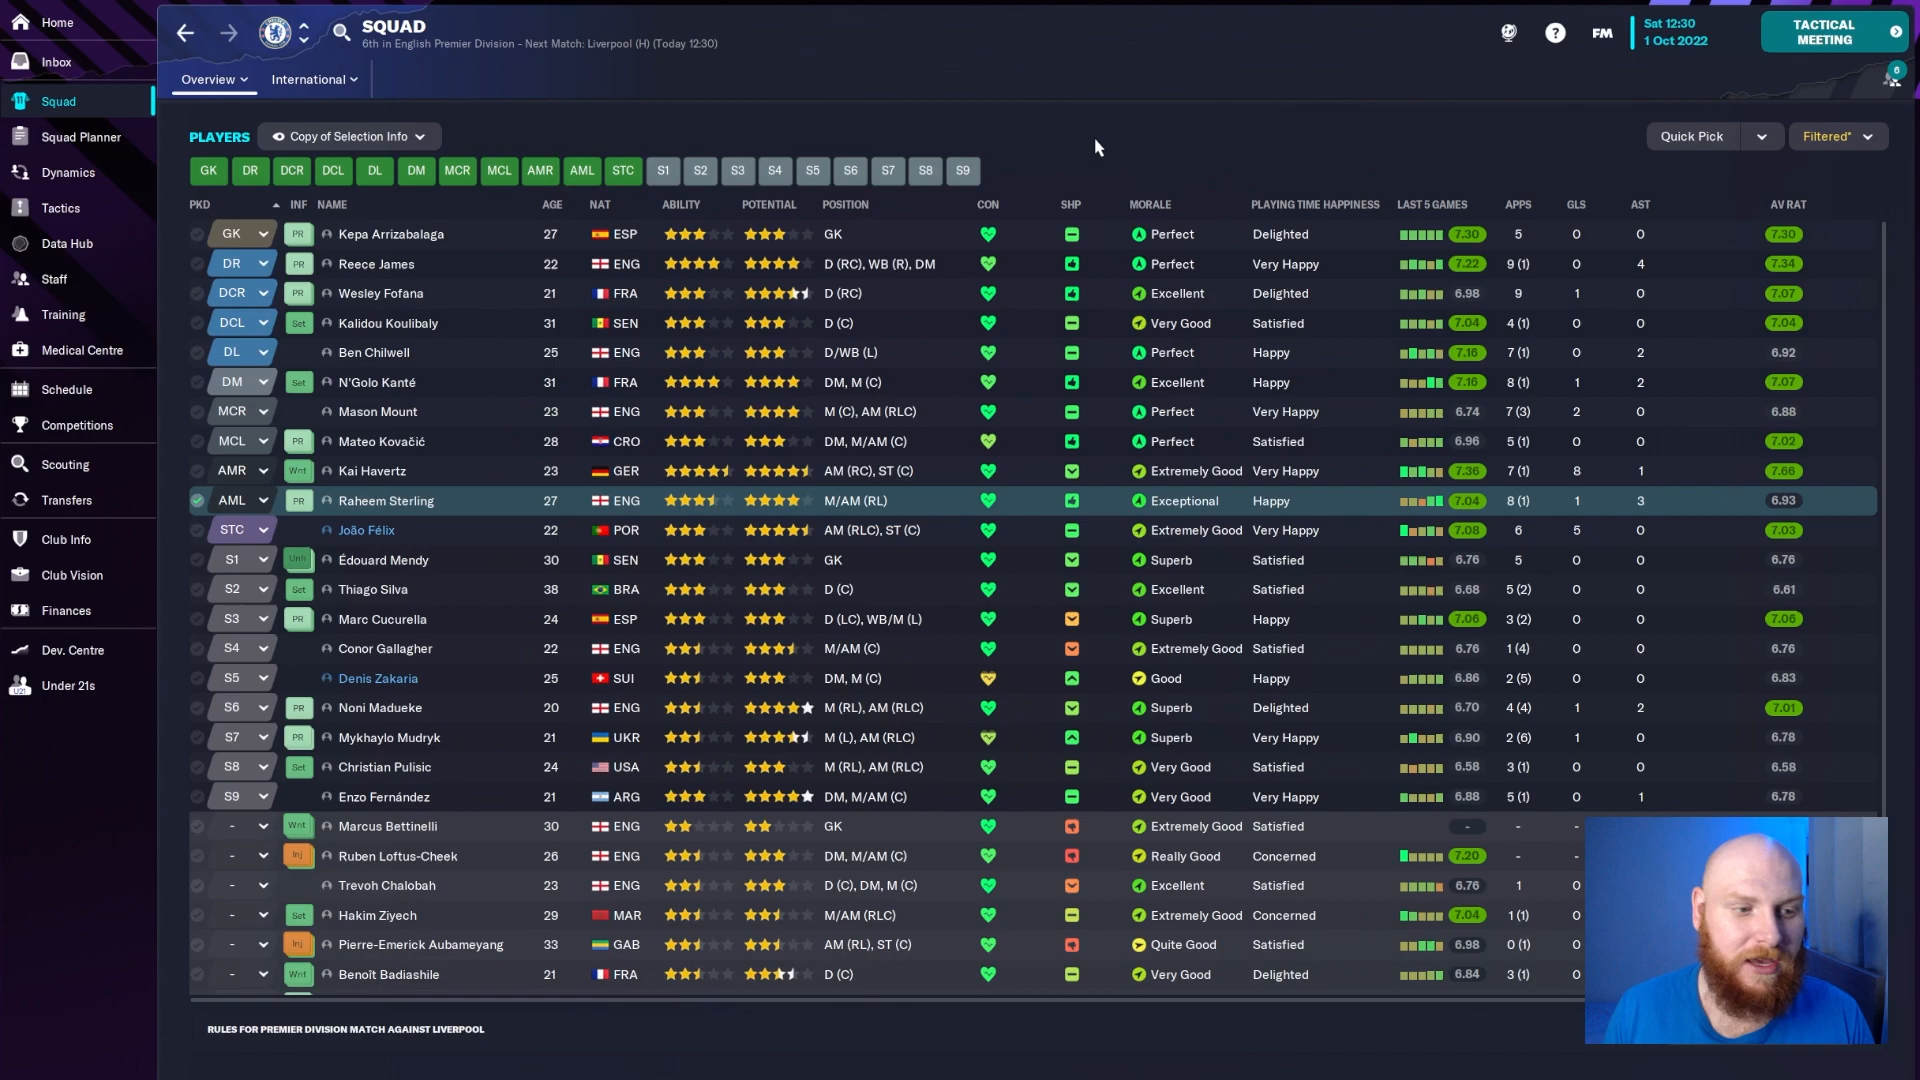 Home
Inbox
Squad
Squad Planner
Dynamics
Tactics
Data Hub
Staff
Training
Medical Centre
Schedule
Competitions
Scouting
Transfers
Club Info
Club Vision
Finances
Dev. Centre
Under 21s
SQUAD
6th in English Premier Division - Next Match: Liverpool (H) (Today 12:30)
FM
Sat 12:30
1 Oct 2022
TACTICAL MEETING
6
Overview International
PLAYERS Copy of Selection Info Quick Pick Filtered*
GK DR DCR DCL DL DM MCR MCL AMR AML STC S1 S2 S3 S4 S5 S6 S7 S8 S9
PKD INF NAME AGE NAT ABILITY POTENTIAL POSITION CON SHP MORALE PLAYING TIME HAPPINESS LAST 5 GAMES APPS GLS AST AV RAT
GK PR Kepa Arrizabalaga 27 ESP GK Perfect Delighted 7.30 5 0 0 7.30
DR PR Reece James 22 ENG D (RC), WB (R), DM Perfect Very Happy 7.22 9 (1) 0 4 7.34
DCR PR Wesley Fofana 21 FRA D (RC) Excellent Delighted 6.98 9 1 0 7.07
DCL Set Kalidou Koulibaly 31 SEN D (C) Very Good Satisfied 7.04 4 (1) 0 0 7.04
DL Ben Chilwell 25 ENG D/WB (L) Perfect Happy 7.16 7 (1) 0 2 6.92
DM Set N'Golo Kanté 31 FRA DM, M (C) Excellent Happy 7.16 8 (1) 1 2 7.07
MCR Mason Mount 23 ENG M (C), AM (RLC) Perfect Very Happy 6.74 7 (3) 2 0 6.88
MCL PR Mateo Kovačić 28 CRO DM, M/AM (C) Perfect Satisfied 6.96 5 (1) 0 0 7.02
AMR Wnt Kai Havertz 23 GER AM (RC), ST (C) Extremely Good Very Happy 7.36 7 (1) 8 1 7.66
AML PR Raheem Sterling 27 ENG M/AM (RL) Exceptional Happy 7.04 8 (1) 1 3 6.93
STC João Félix 22 POR AM (RLC), ST (C) Extremely Good Very Happy 7.08 6 5 0 7.03
S1 Unh Édouard Mendy 30 SEN GK Superb Satisfied 6.76 5 0 0 6.76
S2 Set Thiago Silva 38 BRA D (C) Excellent Satisfied 6.68 5 (2) 0 0 6.61
S3 PR Marc Cucurella 24 ESP D (LC), WB/M (L) Superb Happy 7.06 3 (2) 0 0 7.06
S4 Conor Gallagher 22 ENG M/AM (C) Extremely Good Satisfied 6.76 1 (4) 0 0 6.76
S5 Denis Zakaria 25 SUI DM, M (C) Good Happy 6.86 2 (5) 0 0 6.83
S6 PR Noni Madueke 20 ENG M (RL), AM (RLC) Superb Delighted 6.70 4 (4) 1 2 7.01
S7 PR Mykhaylo Mudryk 21 UKR M (L), AM (RLC) Superb Very Happy 6.90 2 (6) 1 0 6.78
S8 Set Christian Pulisic 24 USA M (RL), AM (RLC) Very Good Satisfied 6.58 3 (1) 0 0 6.58
S9 Enzo Fernández 21 ARG DM, M/AM (C) Very Good Very Happy 6.88 5 (1) 0 1 6.78
- Wnt Marcus Bettinelli 30 ENG GK Extremely Good Satisfied - - -
- Inj Ruben Loftus-Cheek 26 ENG DM, M/AM (C) Really Good Concerned 7.20 - -
- Trevoh Chalobah 23 ENG D (C), DM, M (C) Excellent Satisfied 6.76 1 0
- Set Hakim Ziyech 29 MAR M/AM (RLC) Extremely Good Concerned 7.04 1 (1) 0
- Inj Pierre-Emerick Aubameyang 33 GAB AM (RL), ST (C) Quite Good Satisfied 6.98 0 (1) 0
- Wnt Benoît Badiashile 21 FRA D (C) Very Good Delighted 6.84 3 (1) 0
RULES FOR PREMIER DIVISION MATCH AGAINST LIVERPOOL